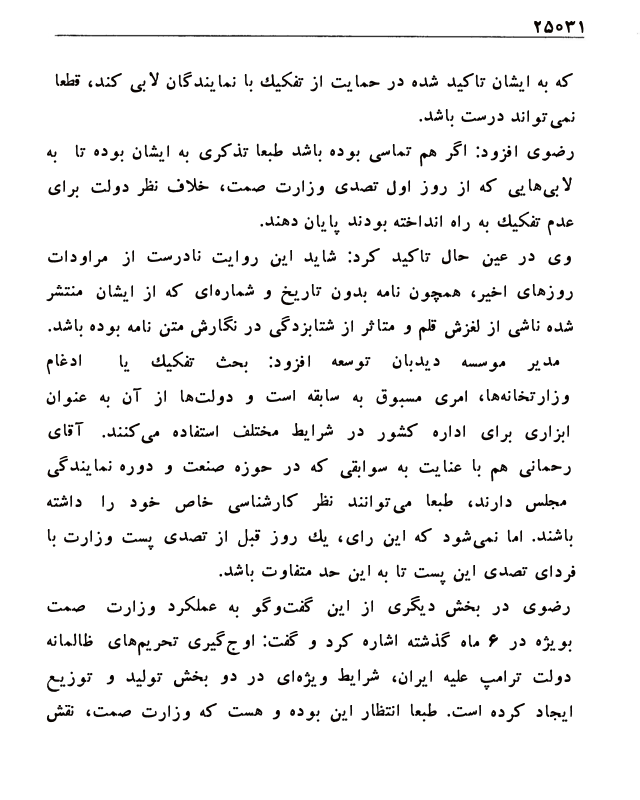 ۲۵۰۳۱
که به ایشان تاکید شده در حمایت از تفکیك با نمایندگان لابی کند، قطعا
نمی‌تواند درست باشد.
رضوی افزود: اگر هم تماسی بوده باشد طبعا تذکری به ایشان بوده تا به
لابی‌هایی که از روز اول تصدی وزارت صمت، خلاف نظر دولت برای
عدم تفکیك به راه انداخته بودند پایان دهند.
وی در عین حال تاکید کرد: شاید این روایت نادرست از مراودات
روزهای اخیر، همچون نامه بدون تاریخ و شماره‌ای که از ایشان منتشر
شده ناشی از لغزش قلم و متاثر از شتابزدگی در نگارش متن نامه بوده باشد.
مدیر موسسه دیدبان توسعه افزود: بحث تفکیك یا ادغام
وزارتخانه‌ها، امری مسبوق به سابقه است و دولت‌ها از آن به عنوان
ابزاری برای اداره کشور در شرایط مختلف استفاده می‌کنند. آقای
رحمانی هم با عنایت به سوابقی که در حوزه صنعت و دوره نمایندگی
مجلس دارند، طبعا می‌توانند نظر کارشناسی خاص خود را داشته
باشند. اما نمی‌شود که این رای، یك روز قبل از تصدی پست وزارت با
فردای تصدی این پست تا به این حد متفاوت باشد.
رضوی در بخش دیگری از این گفت‌وگو به عملکرد وزارت صمت
بویژه در ۶ ماه گذشته اشاره کرد و گفت: اوج‌گیری تحریم‌های ظالمانه
دولت ترامپ علیه ایران، شرایط ویژه‌ای در دو بخش تولید و توزیع
ایجاد کرده است. طبعا انتظار این بوده و هست که وزارت صمت، نقش